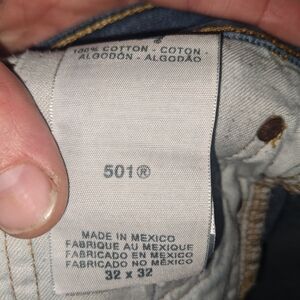 100% COTTON - COTON -
ALGODÓN - ALGODÃO
501®
MADE IN MEXICO
FABRIQUE AU MEXIQUE
FABRICADO EN MEXICO
FABRICADO NO MÉXICO
32 x 32